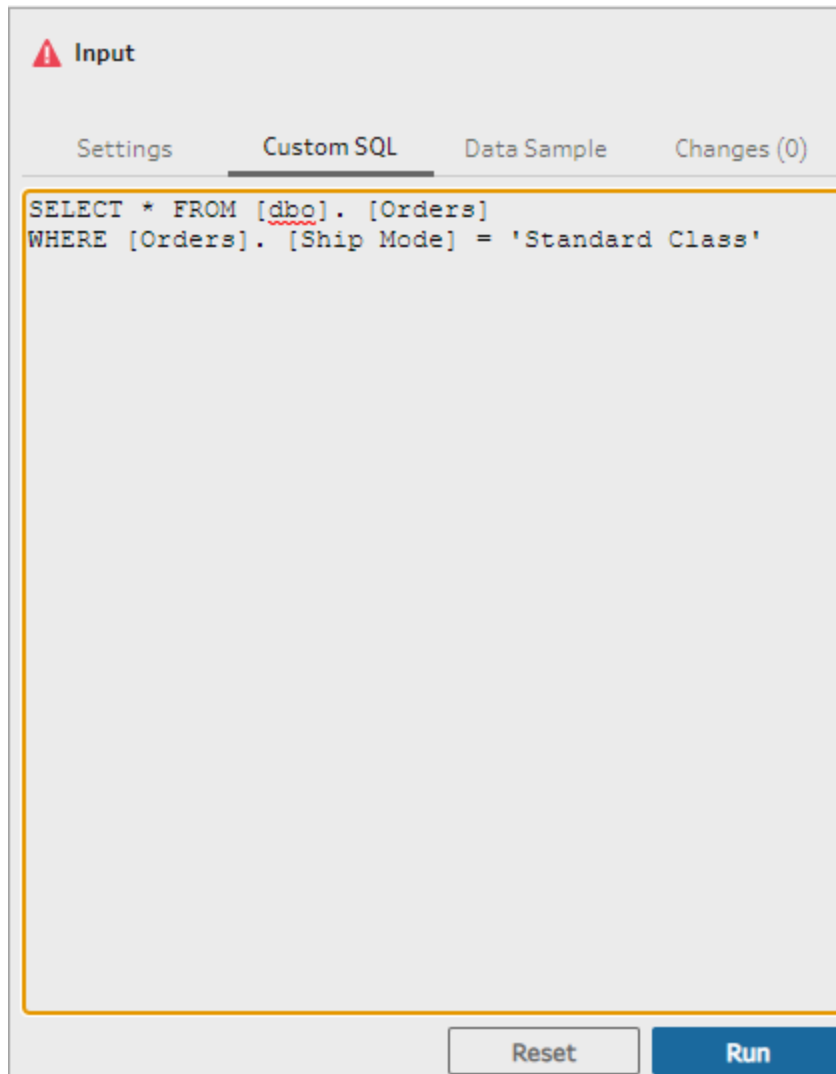 Input
Settings Custom SQL Data Sample Changes (0)
SELECT * FROM [dbo]. [Orders]
WHERE [Orders]. [Ship Mode] = 'Standard Class'
Reset Run